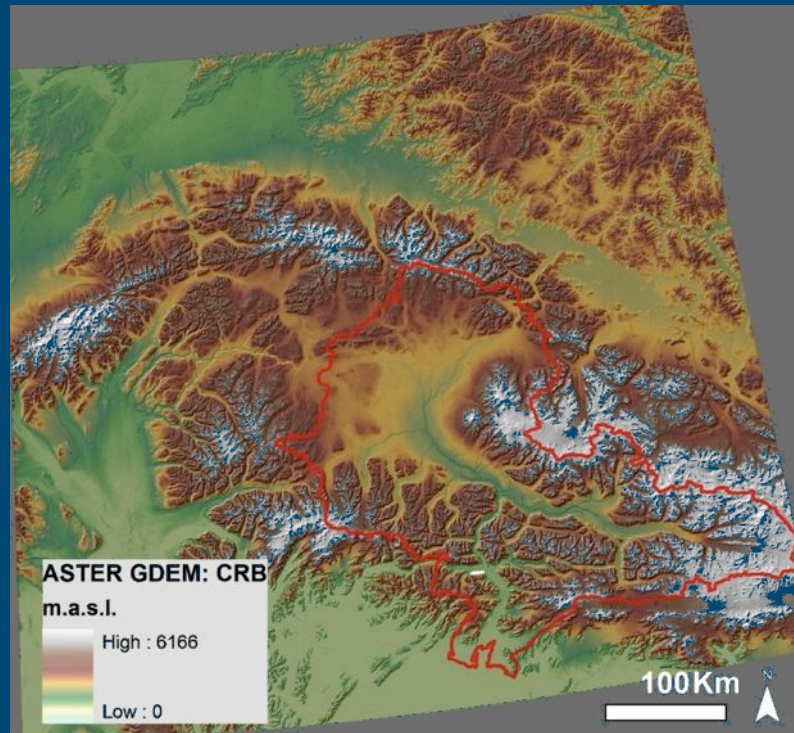 ASTER GDEM: CRB
m.a.s.l.
High : 6166
Low : 0
100Km
N